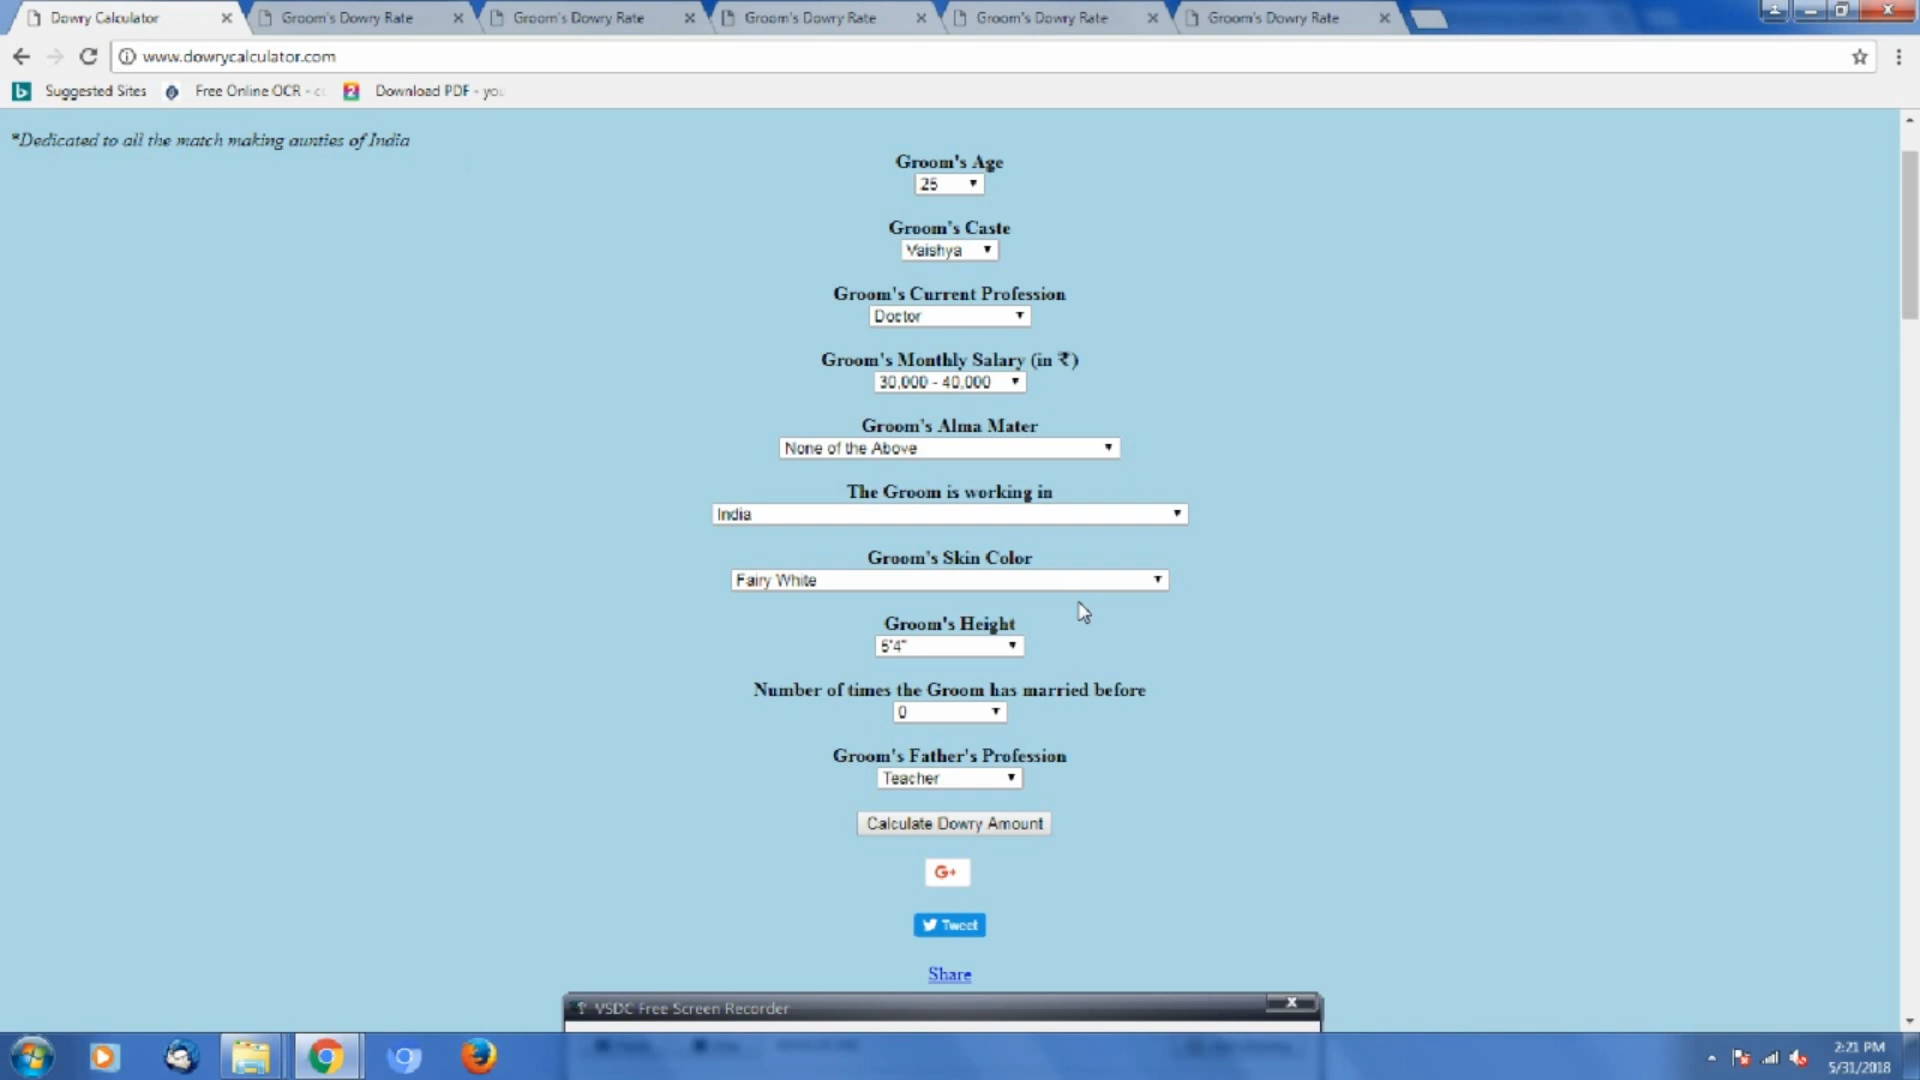 Dowry Calculator
Groom's Dowry Rate
Groom's Dowry Rate
Groom's Dowry Rate
Groom's Dowry Rate
Groom's Dowry Rate
www.dowrycalculator.com
Suggested Sites
Free Online OCR - c
Download PDF - you
*Dedicated to all the match making aunties of India
Groom's Age
25
Groom's Caste
Vaishya
Groom's Current Profession
Doctor
Groom's Monthly Salary (in ₹)
30,000 - 40,000
Groom's Alma Mater
None of the Above
The Groom is working in
India
Groom's Skin Color
Fairy White
Groom's Height
5'4"
Number of times the Groom has married before
0
Groom's Father's Profession
Teacher
Calculate Dowry Amount
G+
Tweet
Share
VSDC Free Screen Recorder
2:21 PM
5/31/2018